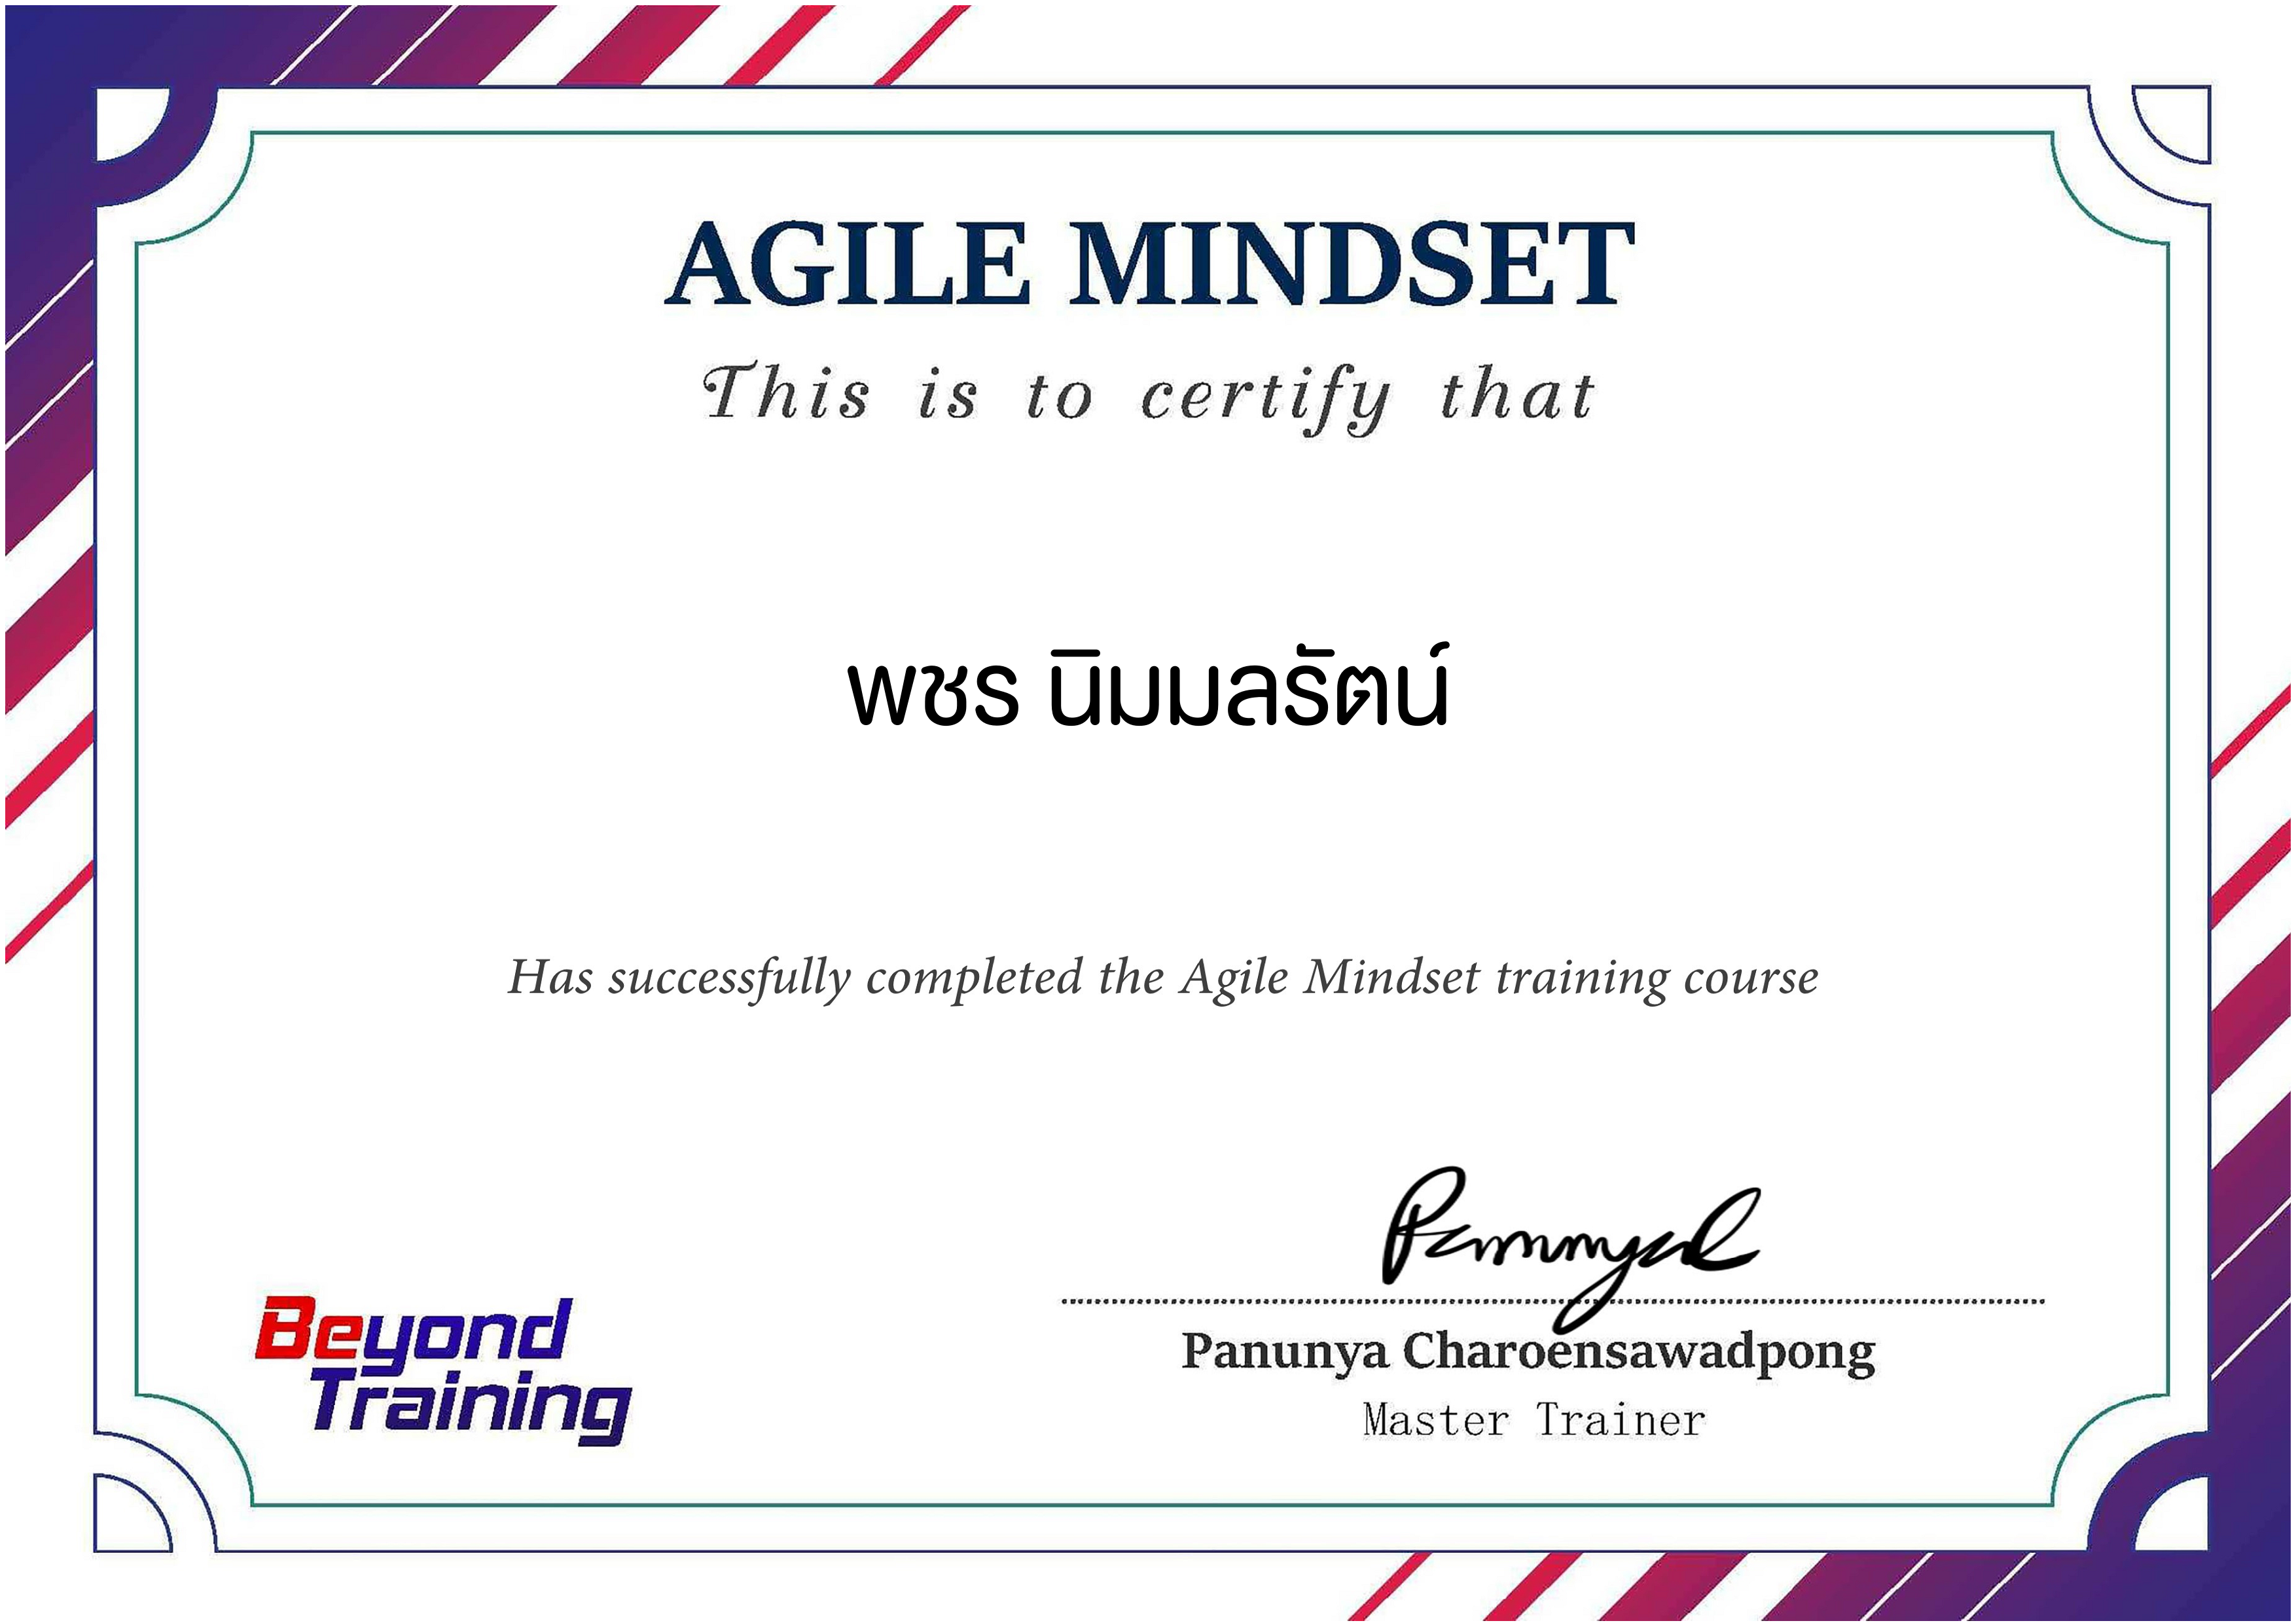 AGILE MINDSET
This is to certify that
พชร นิมมลรัตน์
Has successfully completed the Agile Mindset training course
Panunya Charoensawadpong
Master Trainer
Beyond
Training